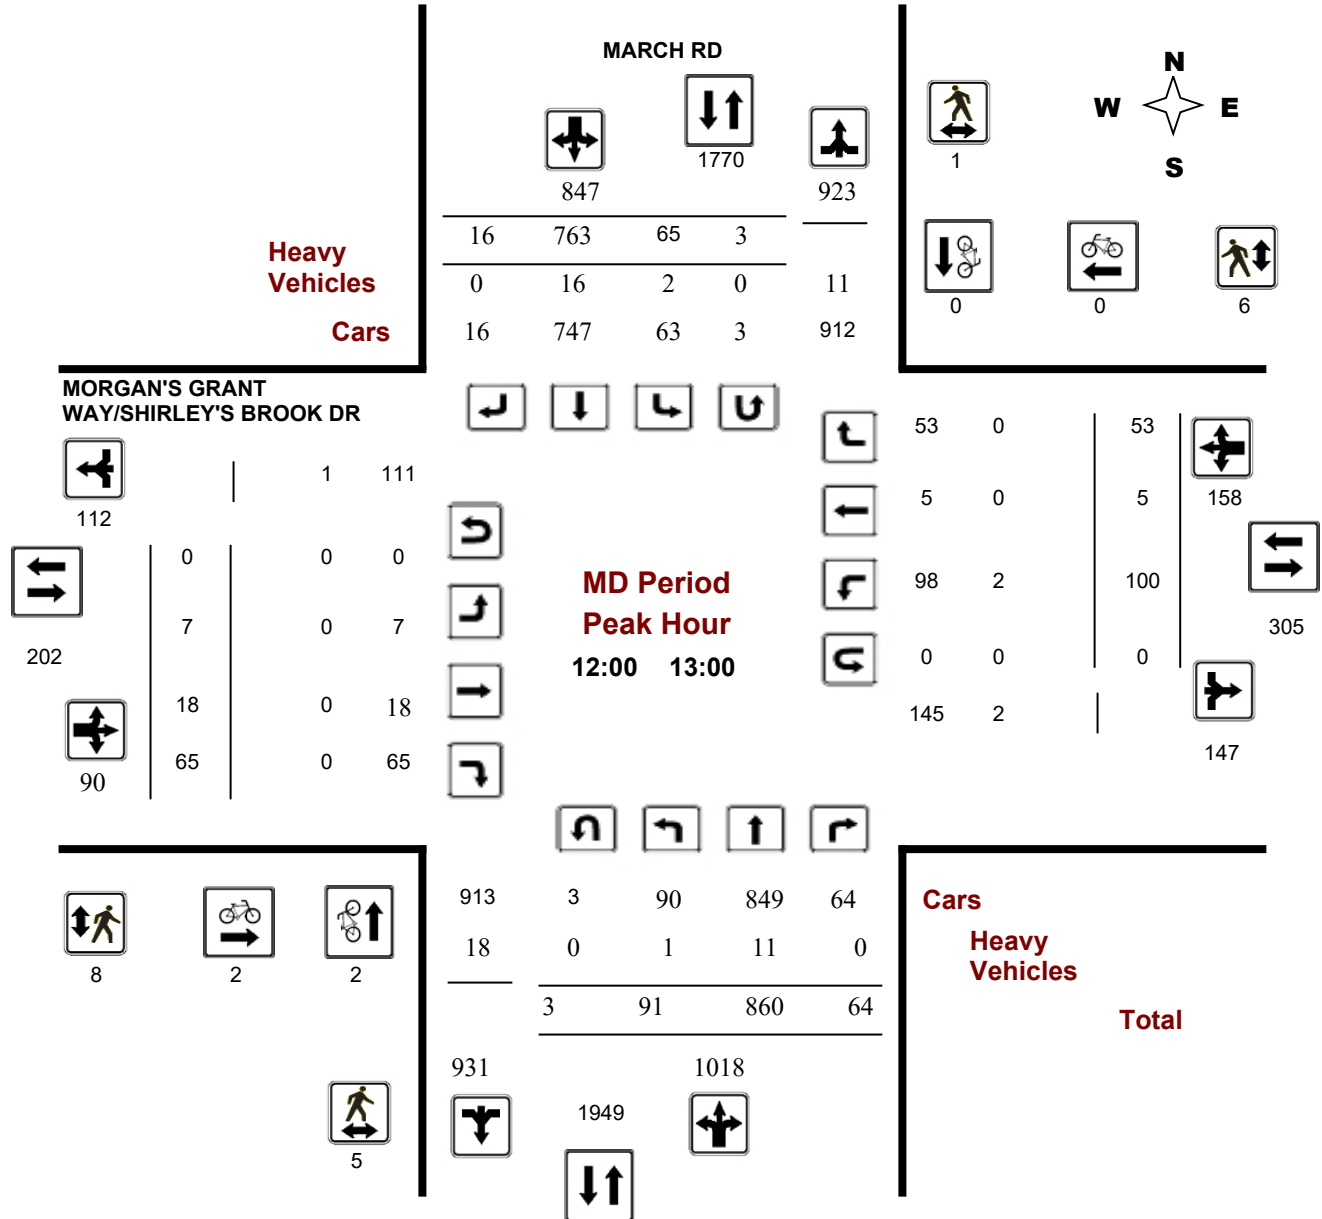 MARCH RD
N
W E
S
1770
1
847 923
16 763 65 3
Heavy
Vehicles
0 16 2 0 11
0 0 6
Cars
16 747 63 3 912
MORGAN'S GRANT
WAY/SHIRLEY'S BROOK DR
53 0 53
1 111
5 0 5 158
112
0 0 0
MD Period
98 2 100
7 0 7
Peak Hour
305
202
12:00 13:00
0 0 0
18 0 18
145 2
147
65 0 65
90
913 3 90 849 64
Cars
18 0 1 11 0
Heavy
Vehicles
8 2 2
3 91 860 64
Total
931 1018
1949
5